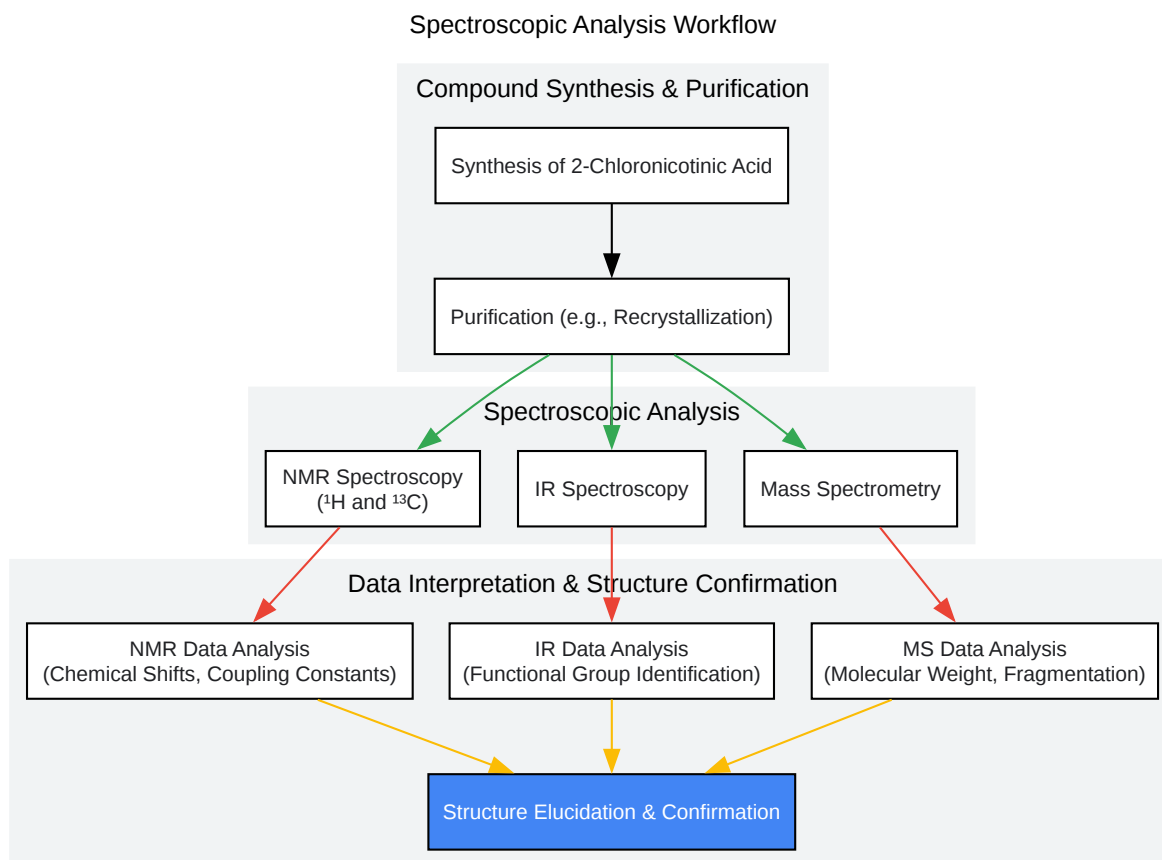 Spectroscopic Analysis Workflow
Compound Synthesis & Purification
Synthesis of 2-Chloronicotinic Acid
Purification (e.g., Recrystallization)
Spectroscopic Analysis
NMR Spectroscopy
(¹H and ¹³C)
IR Spectroscopy
Mass Spectrometry
Data Interpretation & Structure Confirmation
NMR Data Analysis
(Chemical Shifts, Coupling Constants)
IR Data Analysis
(Functional Group Identification)
MS Data Analysis
(Molecular Weight, Fragmentation)
Structure Elucidation & Confirmation